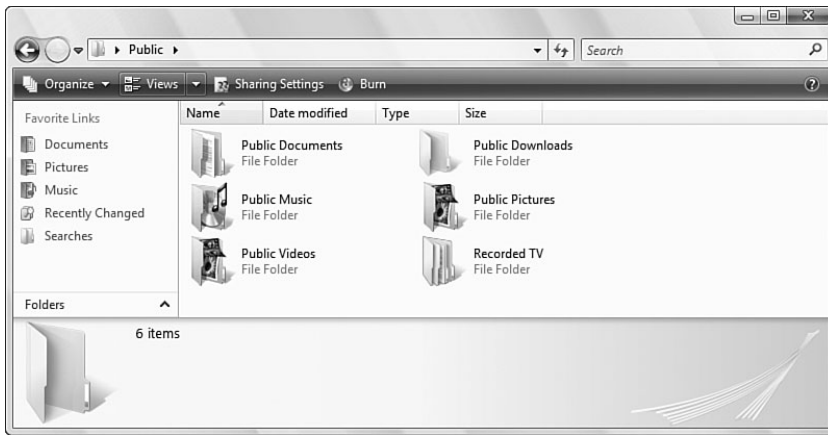 Public
Search
Organize Views Sharing Settings Burn
Favorite Links
Documents
Pictures
Music
Recently Changed
Searches
Folders
Name Date modified Type Size
Public Documents
File Folder
Public Downloads
File Folder
Public Music
File Folder
Public Pictures
File Folder
Public Videos
File Folder
Recorded TV
File Folder
6 items